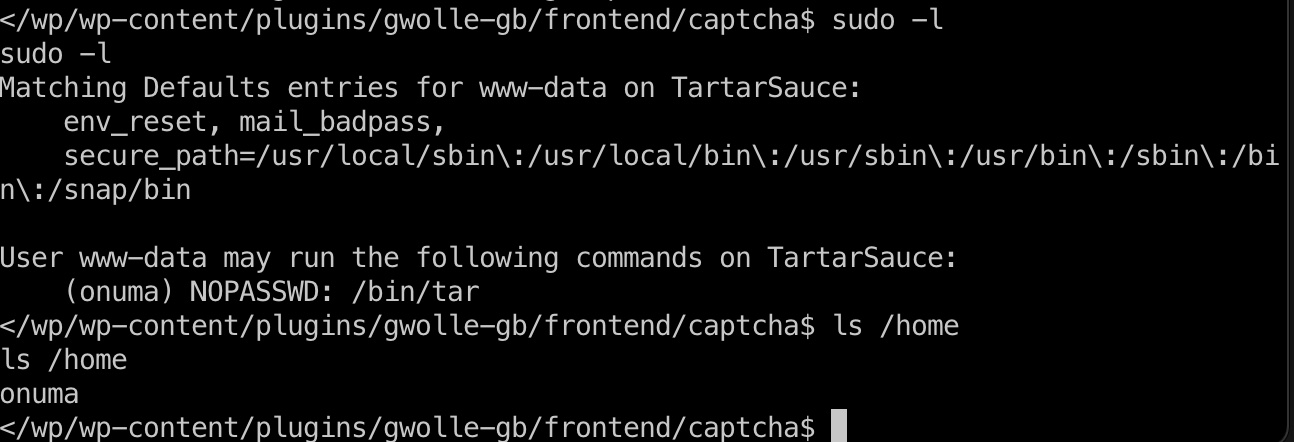 </wp/wp-content/plugins/gwolle-gb/frontend/captcha$ sudo -l
sudo -l
Matching Defaults entries for www-data on TartarSauce:
    env_reset, mail_badpass,
    secure_path=/usr/local/sbin\:/usr/local/bin\:/usr/sbin\:/usr/bin\:/sbin\:/bi
n\:/snap/bin

User www-data may run the following commands on TartarSauce:
    (onuma) NOPASSWD: /bin/tar
</wp/wp-content/plugins/gwolle-gb/frontend/captcha$ ls /home
ls /home
onuma
</wp/wp-content/plugins/gwolle-gb/frontend/captcha$